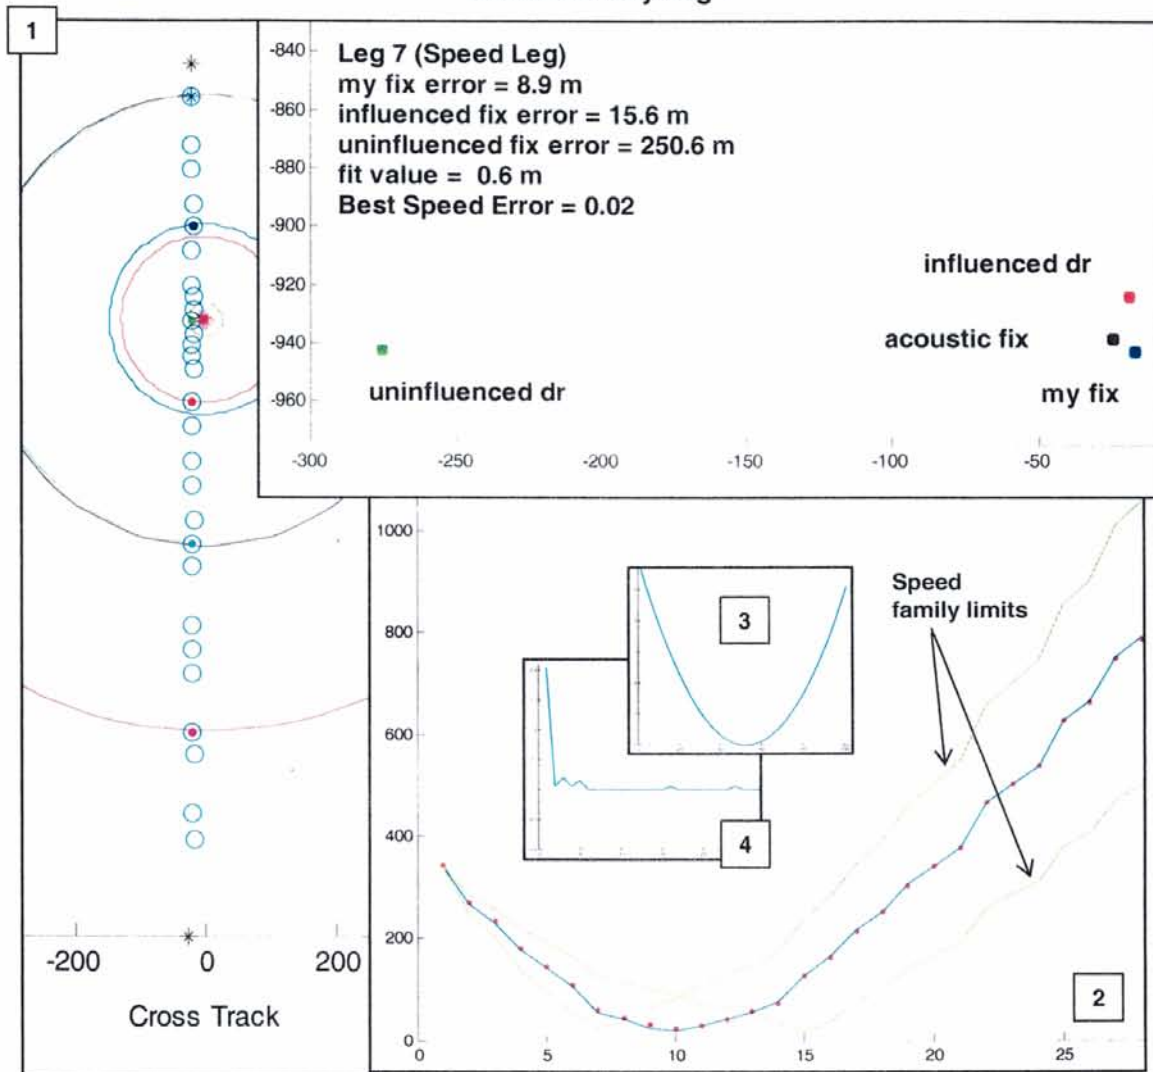 1
-840
-860
-880
-900
-920
-940
-960
Leg 7 (Speed Leg)
my fix error = 8.9 m
influenced fix error = 15.6 m
uninfluenced fix error = 250.6 m
fit value = 0.6 m
Best Speed Error = 0.02
influenced dr
acoustic fix
my fix
uninfluenced dr
-300
-250
-200
-150
-100
-50
-200
0
200
Cross Track
1000
800
600
400
200
0
0
5
10
15
20
25
Speed
family limits
3
4
2